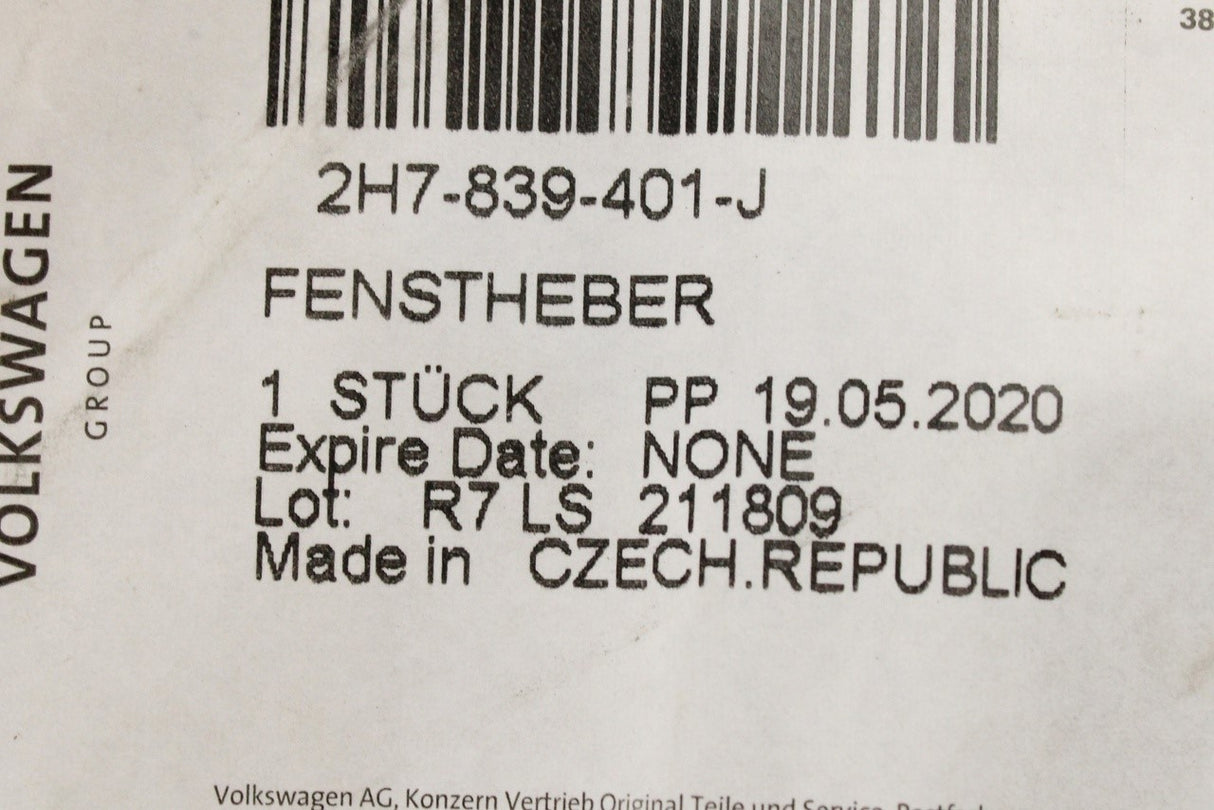 38
2H7-839-401-J
FENSTHEBER
1 STÜCK PP 19.05.2020
Expire Date: NONE
Lot: R7 LS 211809
Made in CZECH.REPUBLIC
VOLKSWAGEN
GROUP
Volkswagen AG, Konzern Vertrieb Original Teile und Service,